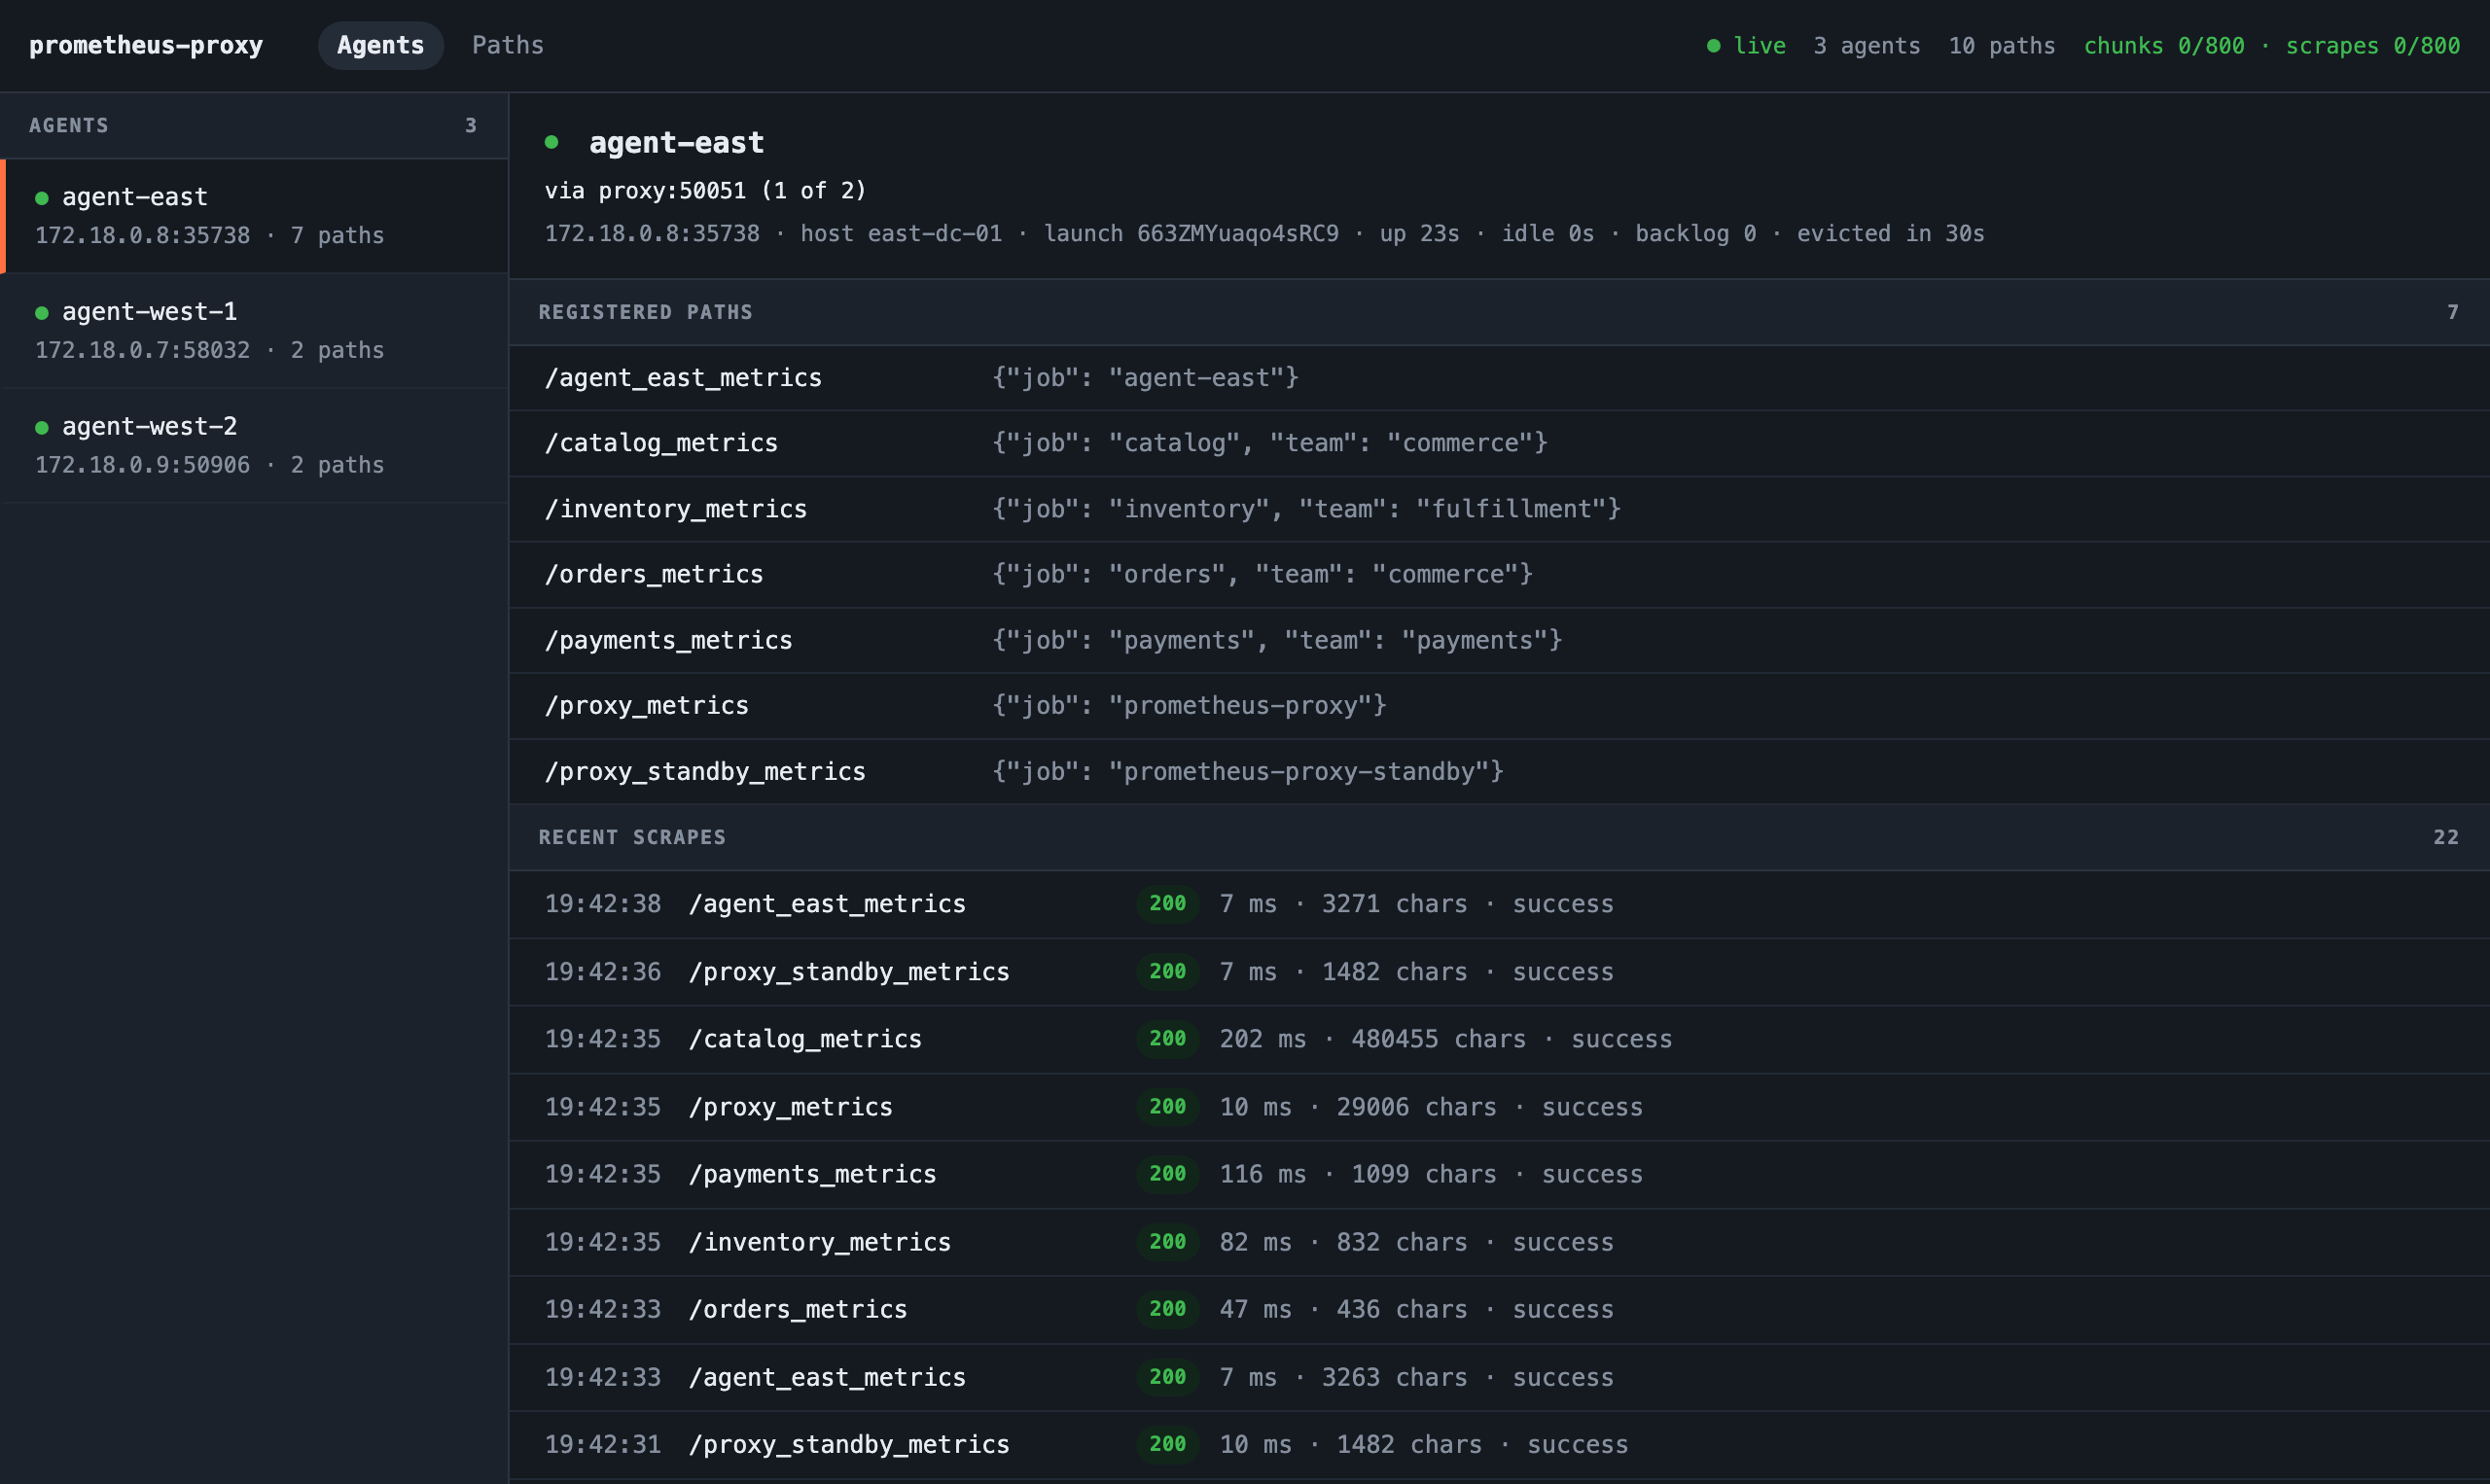 prometheus-proxy Agents Paths live 3 agents 10 paths chunks 0/800 · scrapes 0/800
AGENTS 3
agent-east
172.18.0.8:35738 · 7 paths
agent-west-1
172.18.0.7:58032 · 2 paths
agent-west-2
172.18.0.9:50906 · 2 paths
agent-east
via proxy:50051 (1 of 2)
172.18.0.8:35738 · host east-dc-01 · launch 663ZMYuaqo4sRC9 · up 23s · idle 0s · backlog 0 · evicted in 30s
REGISTERED PATHS 7
/agent_east_metrics {"job": "agent-east"}
/catalog_metrics {"job": "catalog", "team": "commerce"}
/inventory_metrics {"job": "inventory", "team": "fulfillment"}
/orders_metrics {"job": "orders", "team": "commerce"}
/payments_metrics {"job": "payments", "team": "payments"}
/proxy_metrics {"job": "prometheus-proxy"}
/proxy_standby_metrics {"job": "prometheus-proxy-standby"}
RECENT SCRAPES 22
19:42:38 /agent_east_metrics 200 7 ms · 3271 chars · success
19:42:36 /proxy_standby_metrics 200 7 ms · 1482 chars · success
19:42:35 /catalog_metrics 200 202 ms · 480455 chars · success
19:42:35 /proxy_metrics 200 10 ms · 29006 chars · success
19:42:35 /payments_metrics 200 116 ms · 1099 chars · success
19:42:35 /inventory_metrics 200 82 ms · 832 chars · success
19:42:33 /orders_metrics 200 47 ms · 436 chars · success
19:42:33 /agent_east_metrics 200 7 ms · 3263 chars · success
19:42:31 /proxy_standby_metrics 200 10 ms · 1482 chars · success